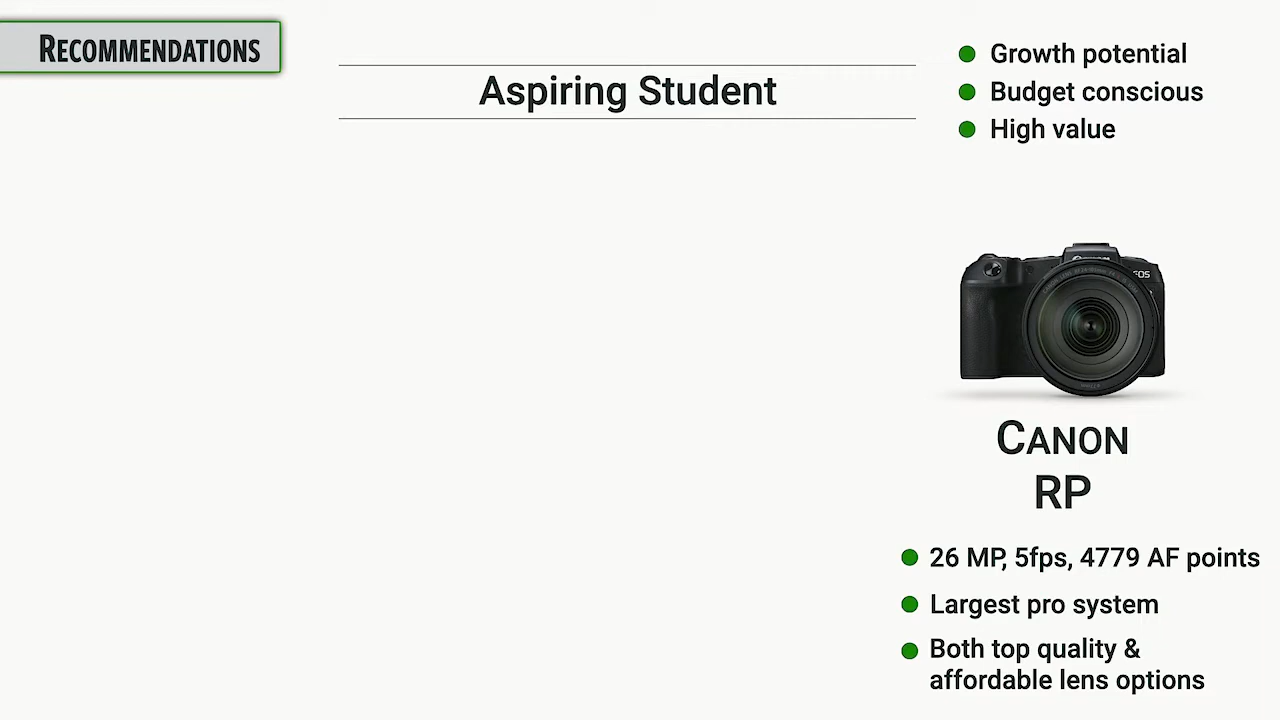 RECOMMENDATIONS
Aspiring Student
Growth potential
Budget conscious
High value
EOS
CANON
RP
26 MP, 5fps, 4779 AF points
Largest pro system
Both top quality &
affordable lens options